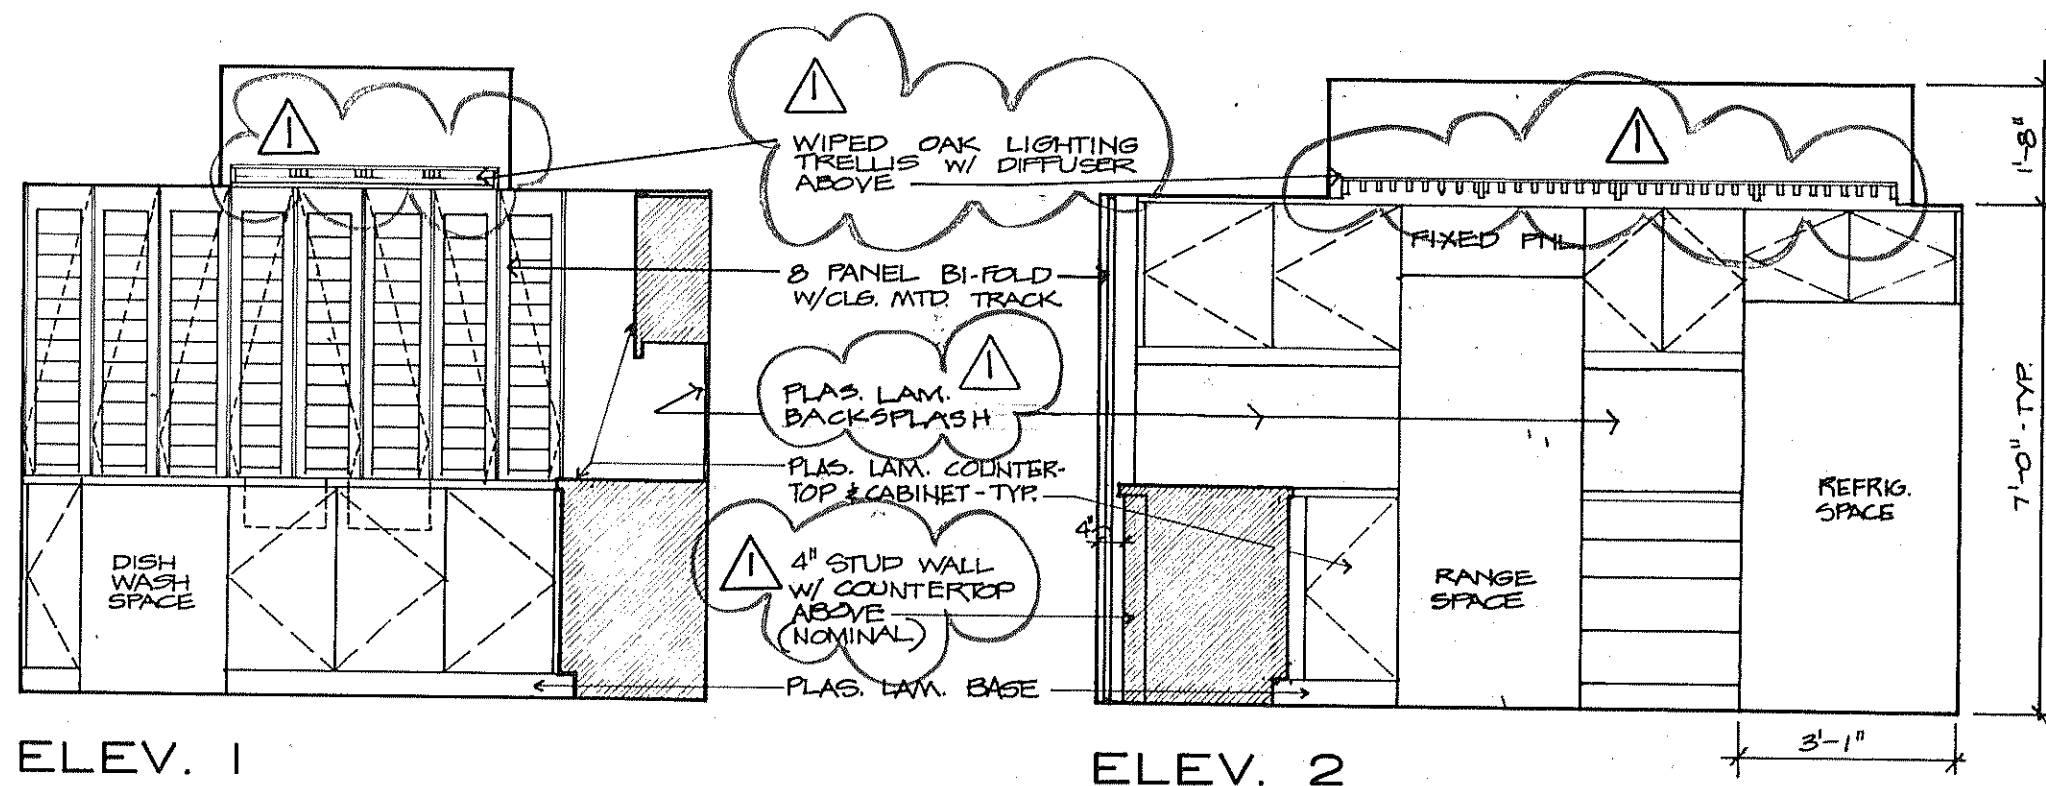 1
WIPED OAK LIGHTING
TRELLIS W/ DIFFUSER
ABOVE
8 PANEL BI-FOLD
W/CLG. MTD. TRACK
1
PLAS. LAM.
BACKSPLASH
PLAS. LAM. COUNTER-
TOP & CABINET - TYP.
1
4" STUD WALL
W/ COUNTERTOP
ABOVE
(NOMINAL)
PLAS. LAM. BASE
1
DISH
WASH
SPACE
ELEV. 1
1
FIXED PNL.
4"
RANGE
SPACE
REFRIG.
SPACE
1'-8"
7'-0" - TYP.
3'-1"
ELEV. 2